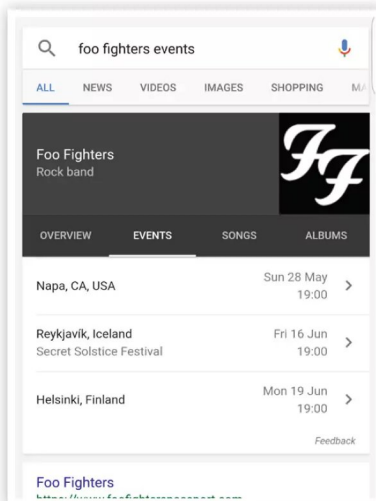 foo fighters events
ALL NEWS VIDEOS IMAGES SHOPPING
Foo Fighters
Rock band
FF
OVERVIEW EVENTS SONGS ALBUMS
Napa, CA, USA
Sun 28 May
19:00
Reykjavík, Iceland
Secret Solstice Festival
Fri 16 Jun
19:00
Helsinki, Finland
Mon 19 Jun
19:00
Feedback
Foo Fighters